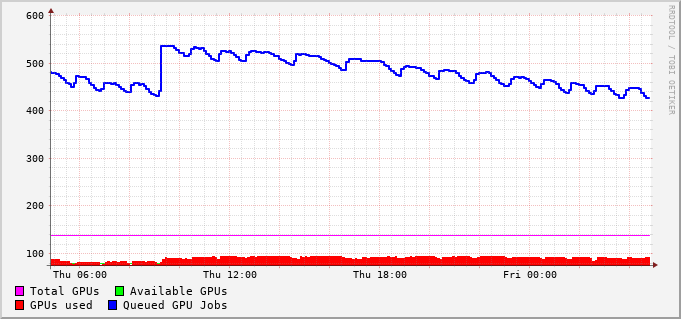 600
500
400
300
200
100
Thu 06:00 Thu 12:00 Thu 18:00 Fri 00:00
Total GPUs Available GPUs
GPUs used Queued GPU Jobs
RRDTOOL / TOBI OETIKER